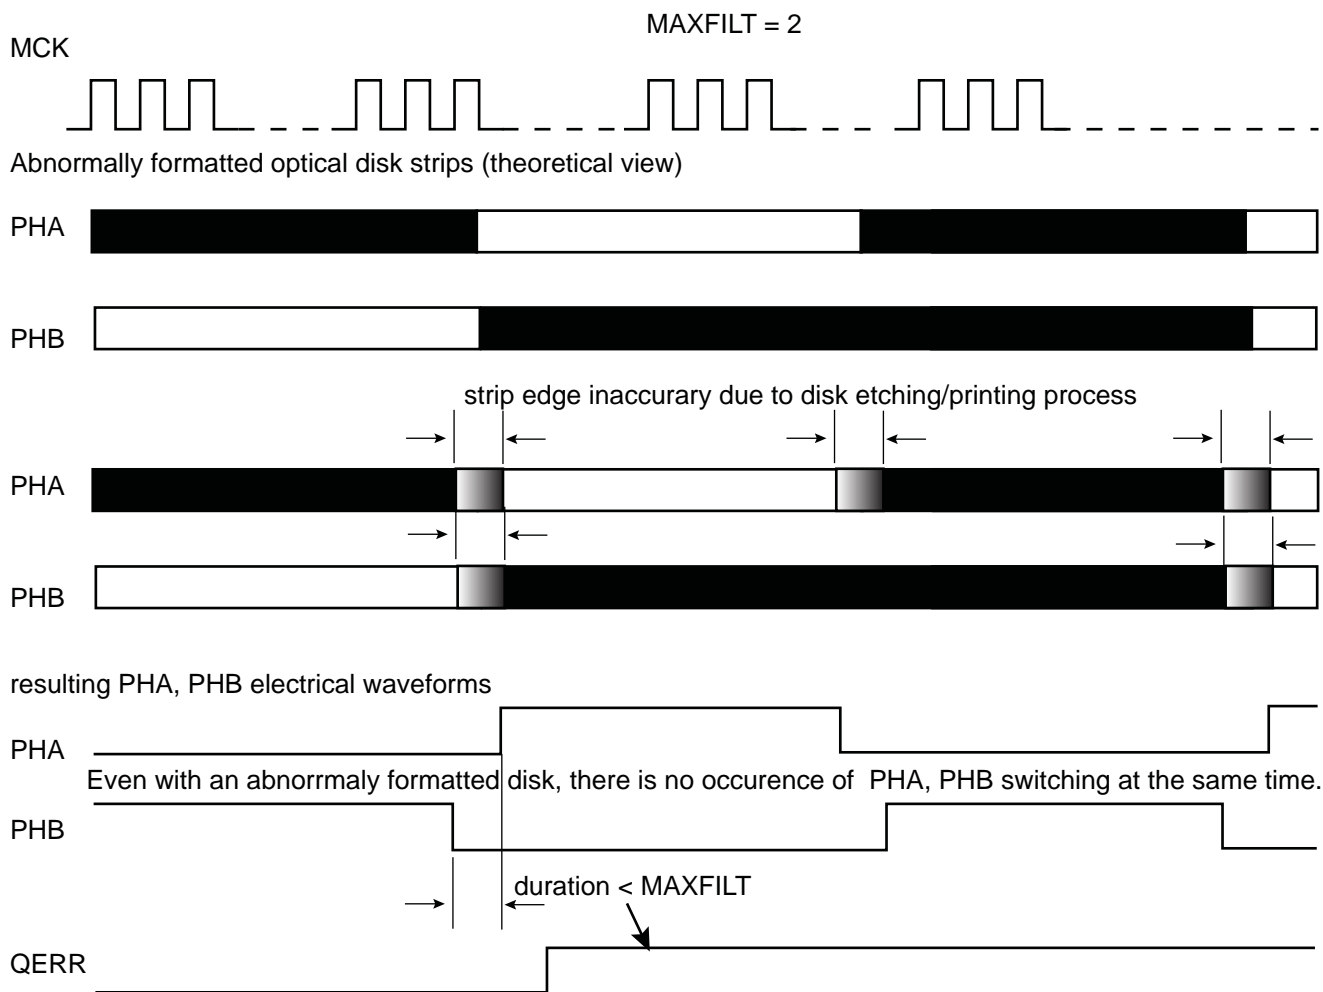 MAXFILT = 2
MCK
Abnormally formatted optical disk strips (theoretical view)
PHA
PHB
strip edge inaccurary due to disk etching/printing process
PHA
PHB
resulting PHA, PHB electrical waveforms
PHA
Even with an abnorrmaly formatted disk, there is no occurence of PHA, PHB switching at the same time.
PHB
duration < MAXFILT
QERR